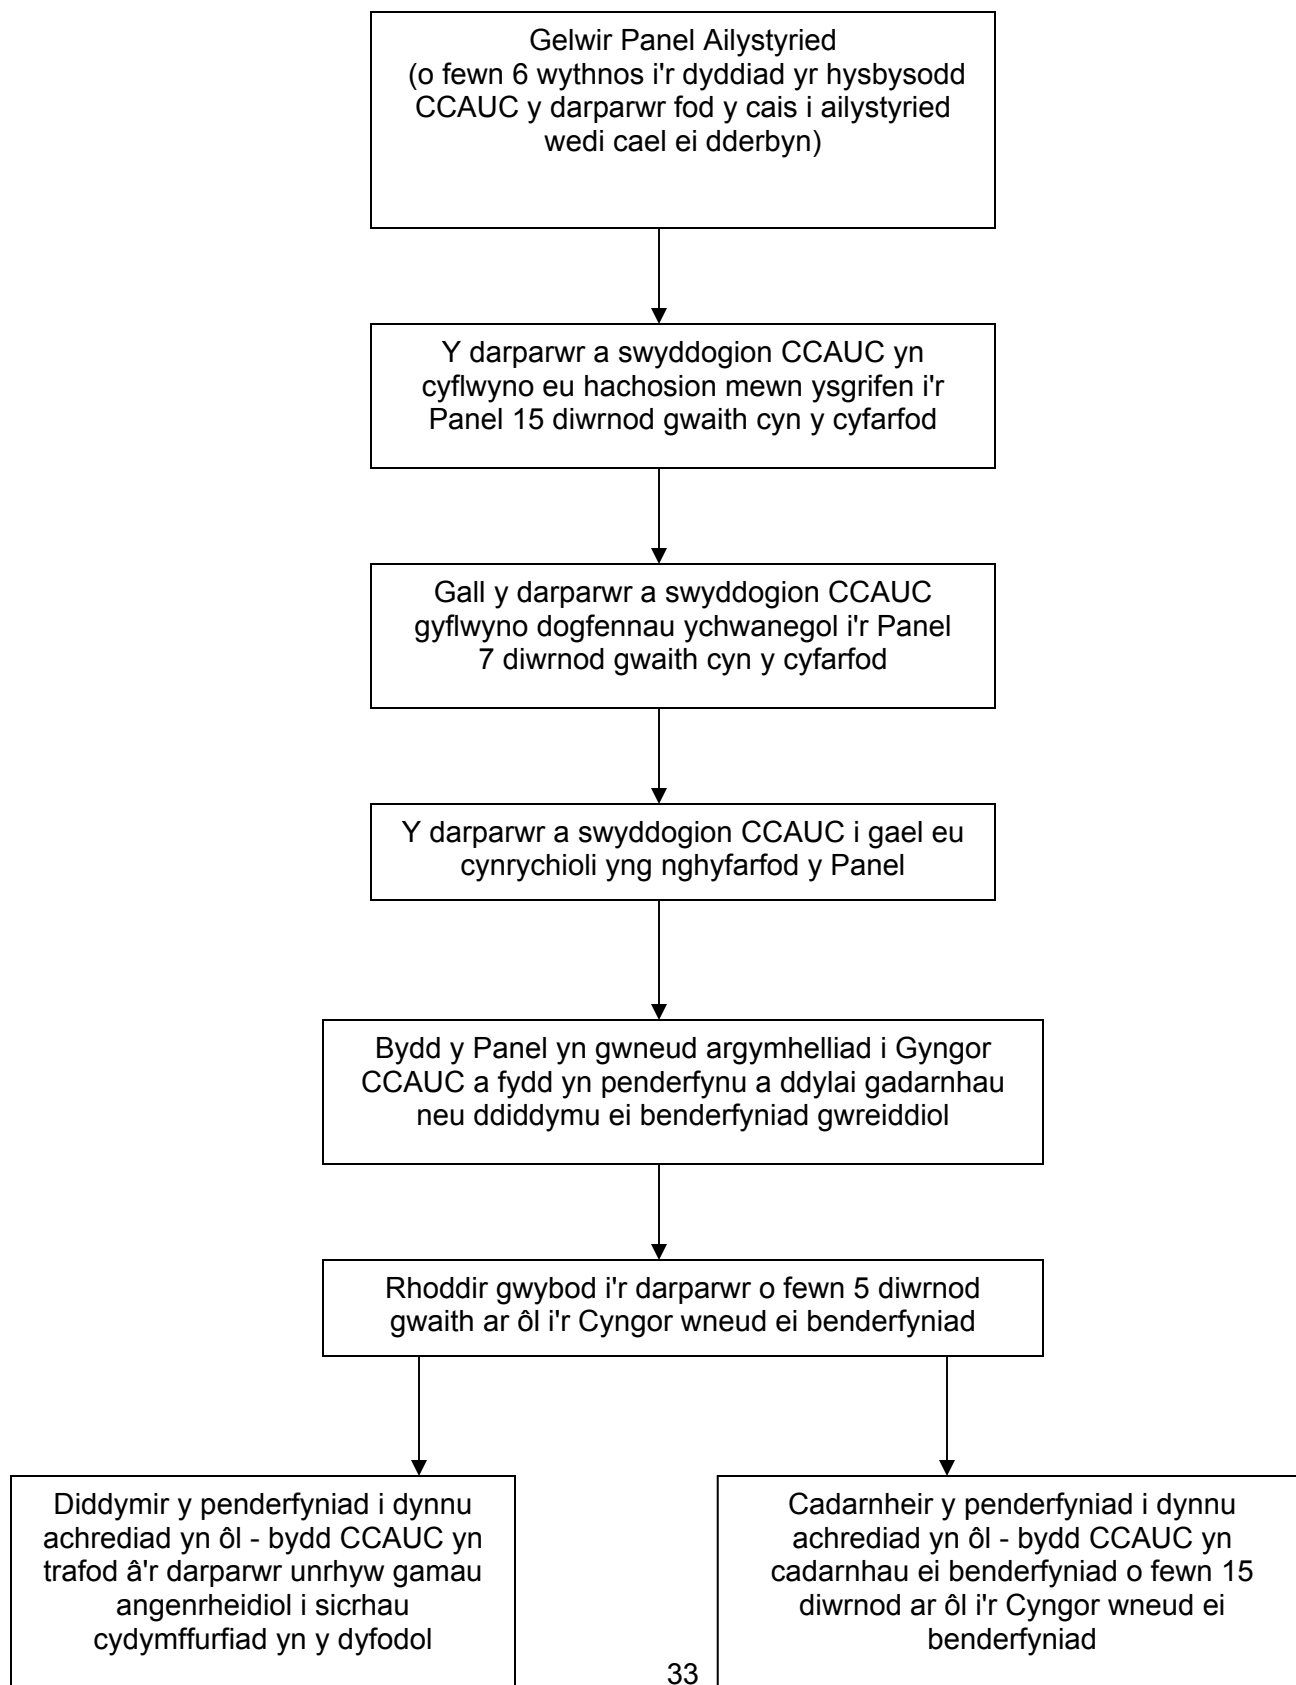 Gelwir Panel Ailystyried
(o fewn 6 wythnos i'r dyddiad yr hysbysodd
CCAUC y darparwr fod y cais i ailystyried
wedi cael ei dderbyn)
Y darparwr a swyddogion CCAUC yn
cyflwyno eu hachosion mewn ysgrifen i'r
Panel 15 diwrnod gwaith cyn y cyfarfod
Gall y darparwr a swyddogion CCAUC
gyflwyno dogfennau ychwanegol i'r Panel
7 diwrnod gwaith cyn y cyfarfod
Y darparwr a swyddogion CCAUC i gael eu
cynrychioli yng nghyfarfod y Panel
Bydd y Panel yn gwneud argymhelliad i Gyngor
CCAUC a fydd yn penderfynu a ddylai gadarnhau
neu ddiddymu ei benderfyniad gwreiddiol
Rhoddir gwybod i'r darparwr o fewn 5 diwrnod
gwaith ar ôl i'r Cyngor wneud ei benderfyniad
Diddymir y penderfyniad i dynnu
achrediad yn ôl - bydd CCAUC yn
trafod â'r darparwr unrhyw gamau
angenrheidiol i sicrhau
cydymffurfiad yn y dyfodol
Cadarnheir y penderfyniad i dynnu
achrediad yn ôl - bydd CCAUC yn
cadarnhau ei benderfyniad o fewn 15
diwrnod ar ôl i'r Cyngor wneud ei
benderfyniad
33